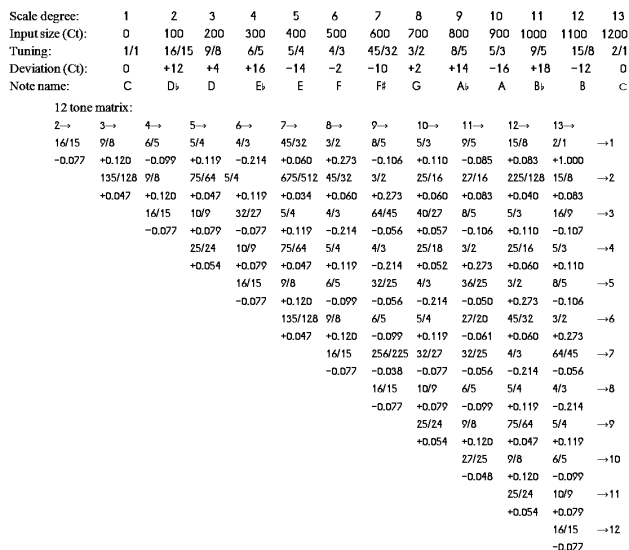 Scale degree: 1 2 3 4 5 6 7 8 9 10 11 12 13
Input size (Ct): 0 100 200 300 400 500 600 700 800 900 1000 1100 1200
Tuning: 1/1 16/15 9/8 6/5 5/4 4/3 45/32 3/2 8/5 5/3 9/5 15/8 2/1
Deviation (Ct): 0 +12 +4 +16 -14 -2 -10 +2 +14 -16 +18 -12 0
Note name: C D♭ D E♭ E F F# G A♭ A B♭ B C
12 tone matrix:
2→ 3→ 4→ 5→ 6→ 7→ 8→ 9→ 10→ 11→ 12→ 13→
16/15 9/8 6/5 5/4 4/3 45/32 3/2 8/5 5/3 9/5 15/8 2/1 →1
-0.077 +0.120 -0.099 +0.119 -0.214 +0.060 +0.273 -0.106 +0.110 -0.085 +0.083 +1.000
135/128 9/8 75/64 5/4 675/512 45/32 3/2 25/16 27/16 225/128 15/8 →2
+0.047 +0.120 +0.047 +0.119 +0.034 +0.060 +0.273 +0.060 +0.083 +0.040 +0.083
16/15 10/9 32/27 5/4 4/3 64/45 40/27 8/5 5/3 16/9 →3
-0.077 +0.079 -0.077 +0.119 -0.214 -0.056 +0.057 -0.106 +0.110 -0.107
25/24 10/9 75/64 5/4 4/3 25/18 3/2 25/16 5/3 →4
+0.054 +0.079 +0.047 +0.119 -0.214 +0.052 +0.273 +0.060 +0.110
16/15 9/8 6/5 32/25 4/3 36/25 3/2 8/5 →5
-0.077 +0.120 -0.099 -0.056 -0.214 -0.050 +0.273 -0.106
135/128 9/8 6/5 5/4 27/20 45/32 3/2 →6
+0.047 +0.120 -0.099 +0.119 -0.061 +0.060 +0.273
16/15 256/225 32/27 32/25 4/3 64/45 →7
-0.077 -0.038 -0.077 -0.056 -0.214 -0.056
16/15 10/9 6/5 5/4 4/3 →8
-0.077 +0.079 -0.099 +0.119 -0.214
25/24 9/8 75/64 5/4 →9
+0.054 +0.120 +0.047 +0.119
27/25 9/8 6/5 →10
-0.048 +0.120 -0.099
25/24 10/9 →11
+0.054 +0.079
16/15 →12
-0.077